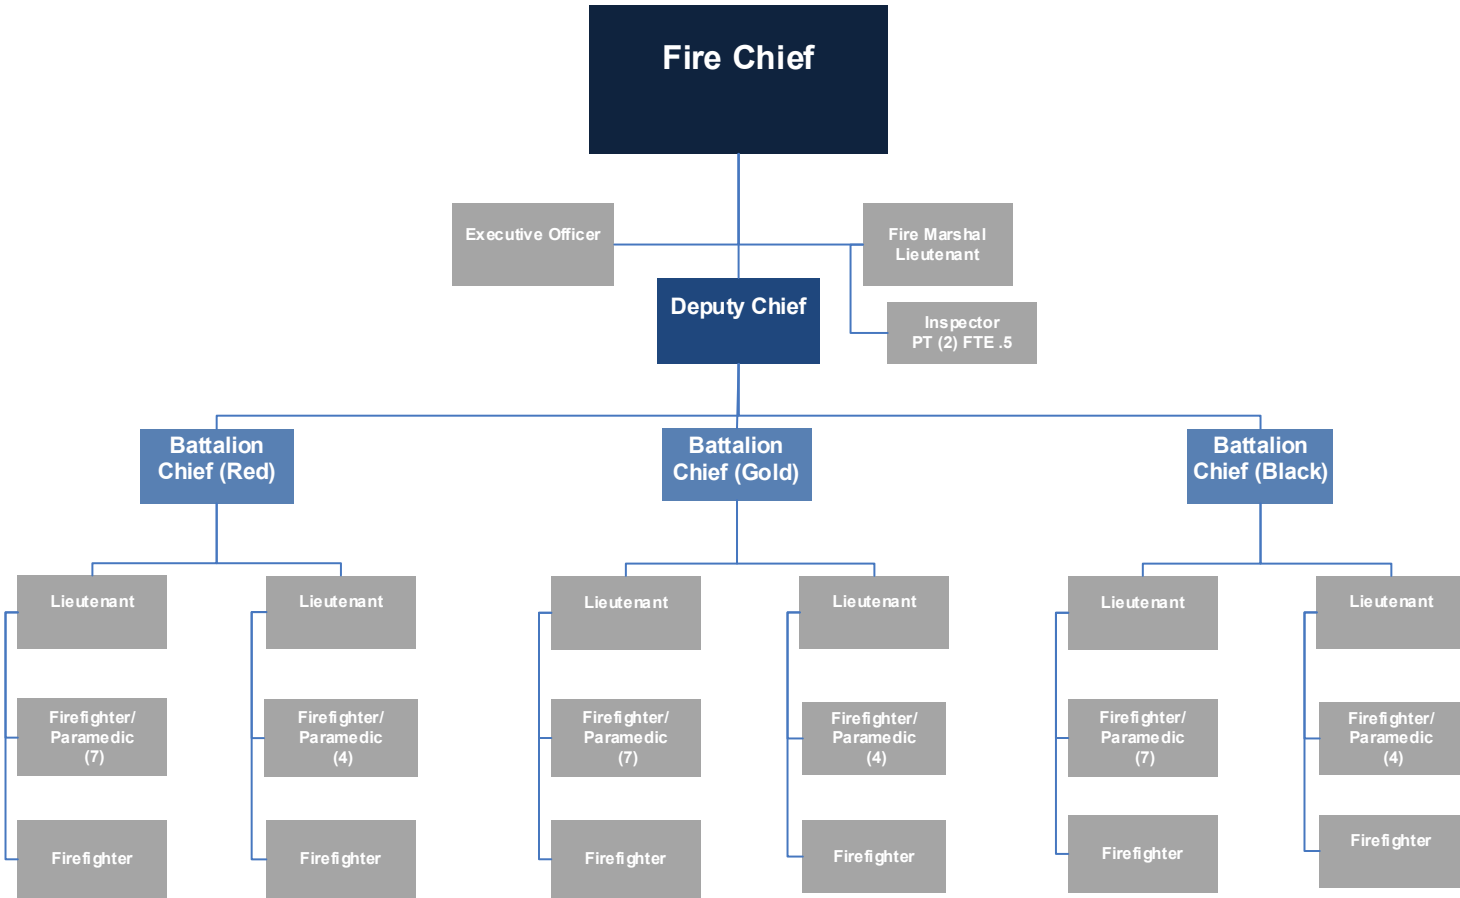 Fire Chief
Executive Officer
Fire Marshal
Lieutenant
Deputy Chief
Inspector
PT (2) FTE .5
Battalion
Chief (Red)
Battalion
Chief (Gold)
Battalion
Chief (Black)
Lieutenant
Lieutenant
Lieutenant
Lieutenant
Lieutenant
Lieutenant
Firefighter/
Paramedic
(7)
Firefighter/
Paramedic
(4)
Firefighter/
Paramedic
(7)
Firefighter/
Paramedic
(4)
Firefighter/
Paramedic
(7)
Firefighter/
Paramedic
(4)
Firefighter
Firefighter
Firefighter
Firefighter
Firefighter
Firefighter